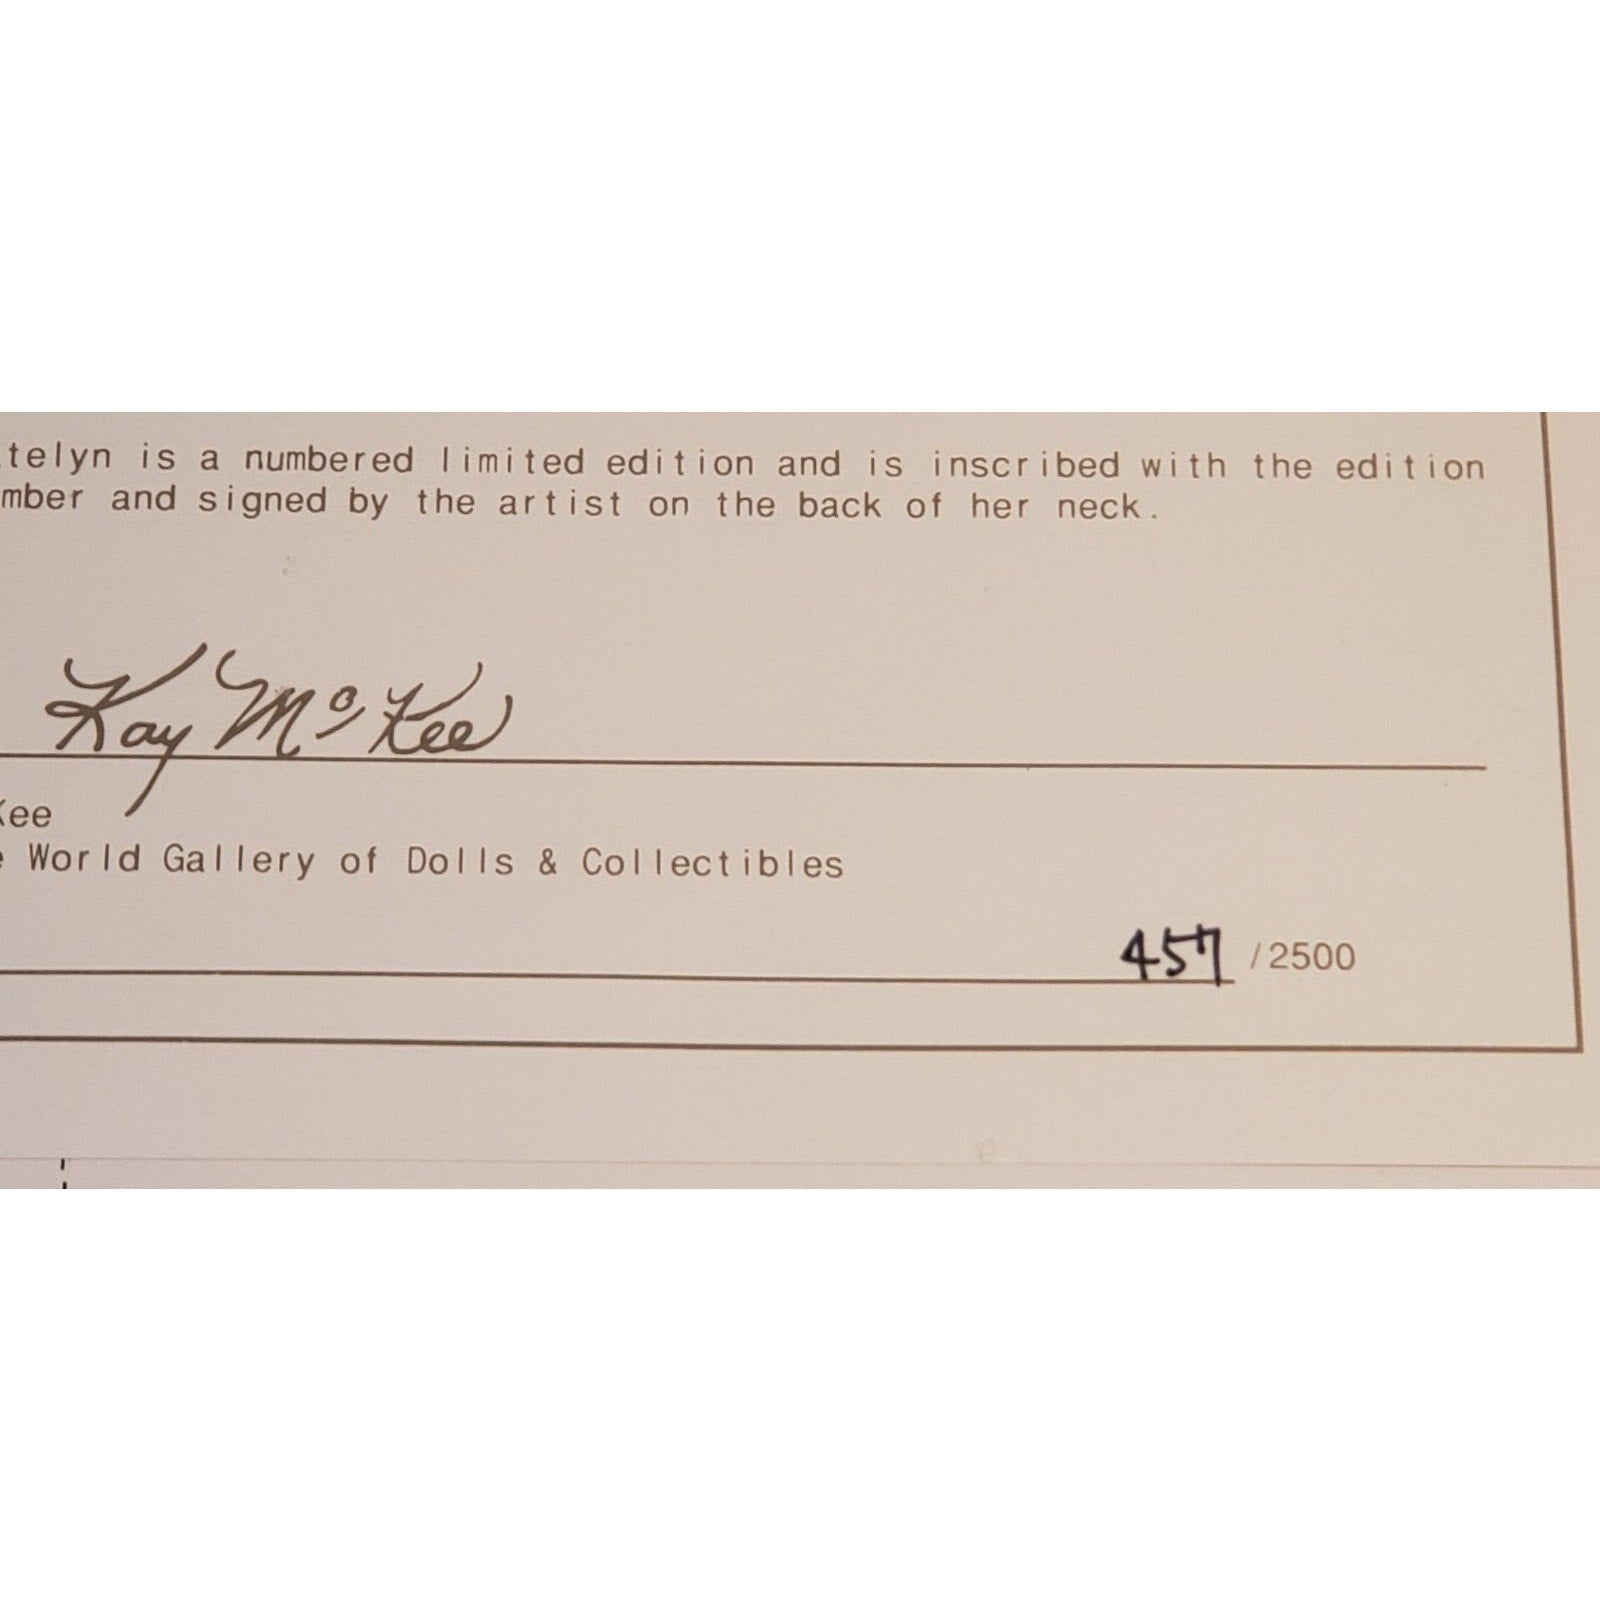 telyn is a numbered limited edition and is inscribed with the edition
mber and signed by the artist on the back of her neck.
Kay McKee
Kee
e World Gallery of Dolls & Collectibles
457 /2500